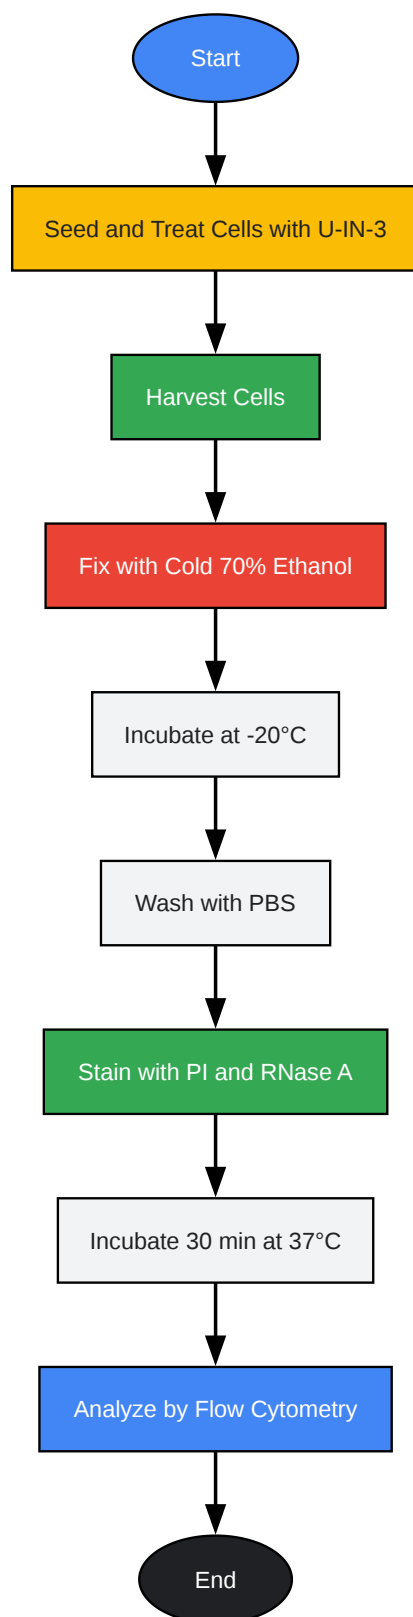 Start
Seed and Treat Cells with U-IN-3
Harvest Cells
Fix with Cold 70% Ethanol
Incubate at -20°C
Wash with PBS
Stain with PI and RNase A
Incubate 30 min at 37°C
Analyze by Flow Cytometry
End